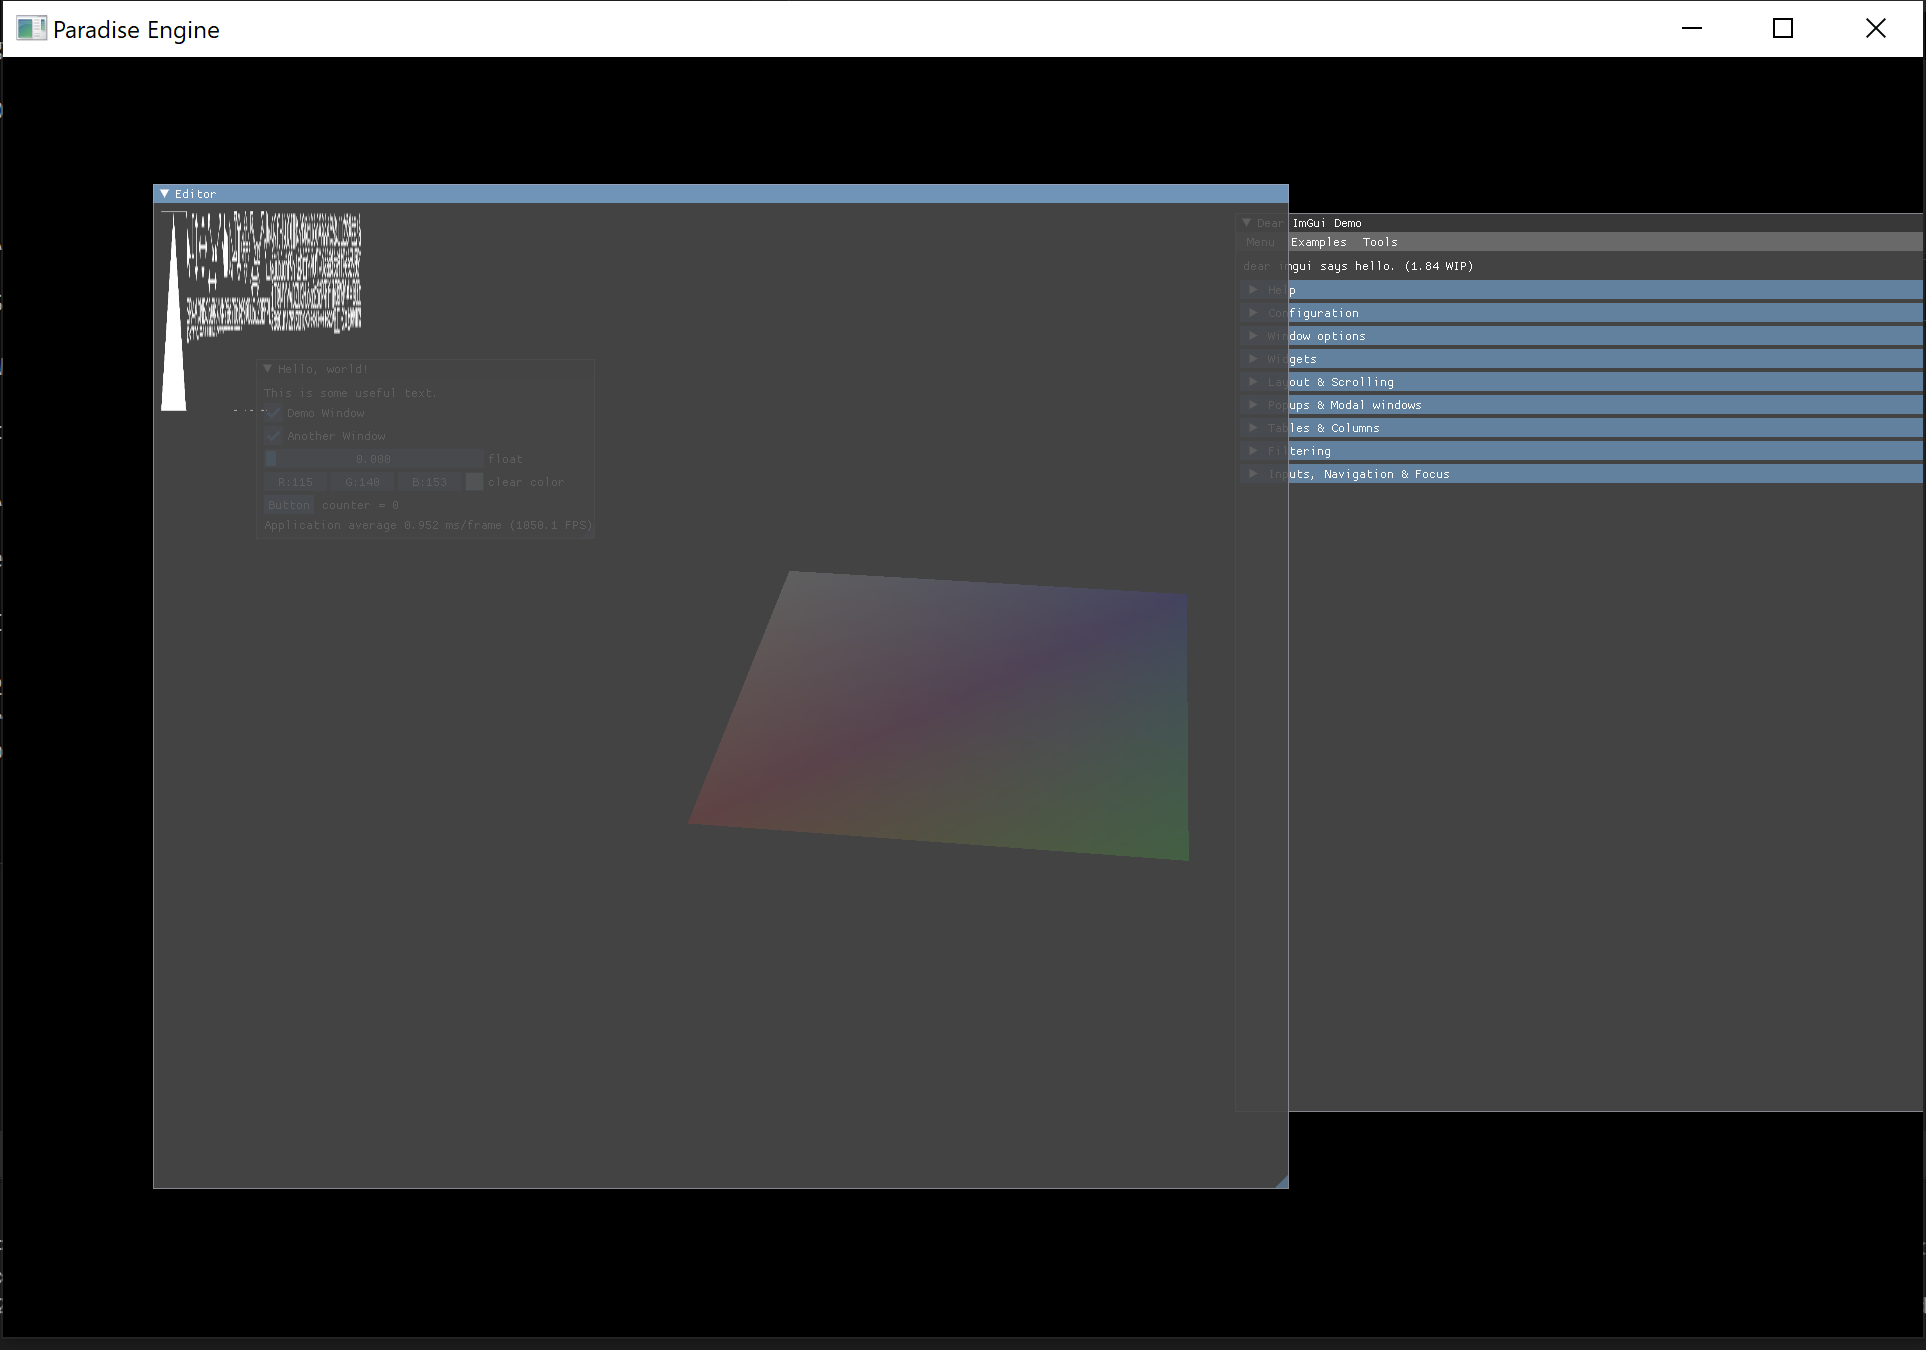 Paradise Engine
Editor
Dear ImGui Demo
Menu Examples Tools
dear imgui says hello. (1.84 WIP)
Help
Configuration
Window options
Widgets
Layout & Scrolling
Popups & Modal windows
Tables & Columns
Filtering
Inputs, Navigation & Focus
Hello, world!
This is some useful text.
Demo Window
Another Window
0.000 float
R:115 G:140 B:153 clear color
Button counter = 0
Application average 0.952 ms/frame (1050.1 FPS)